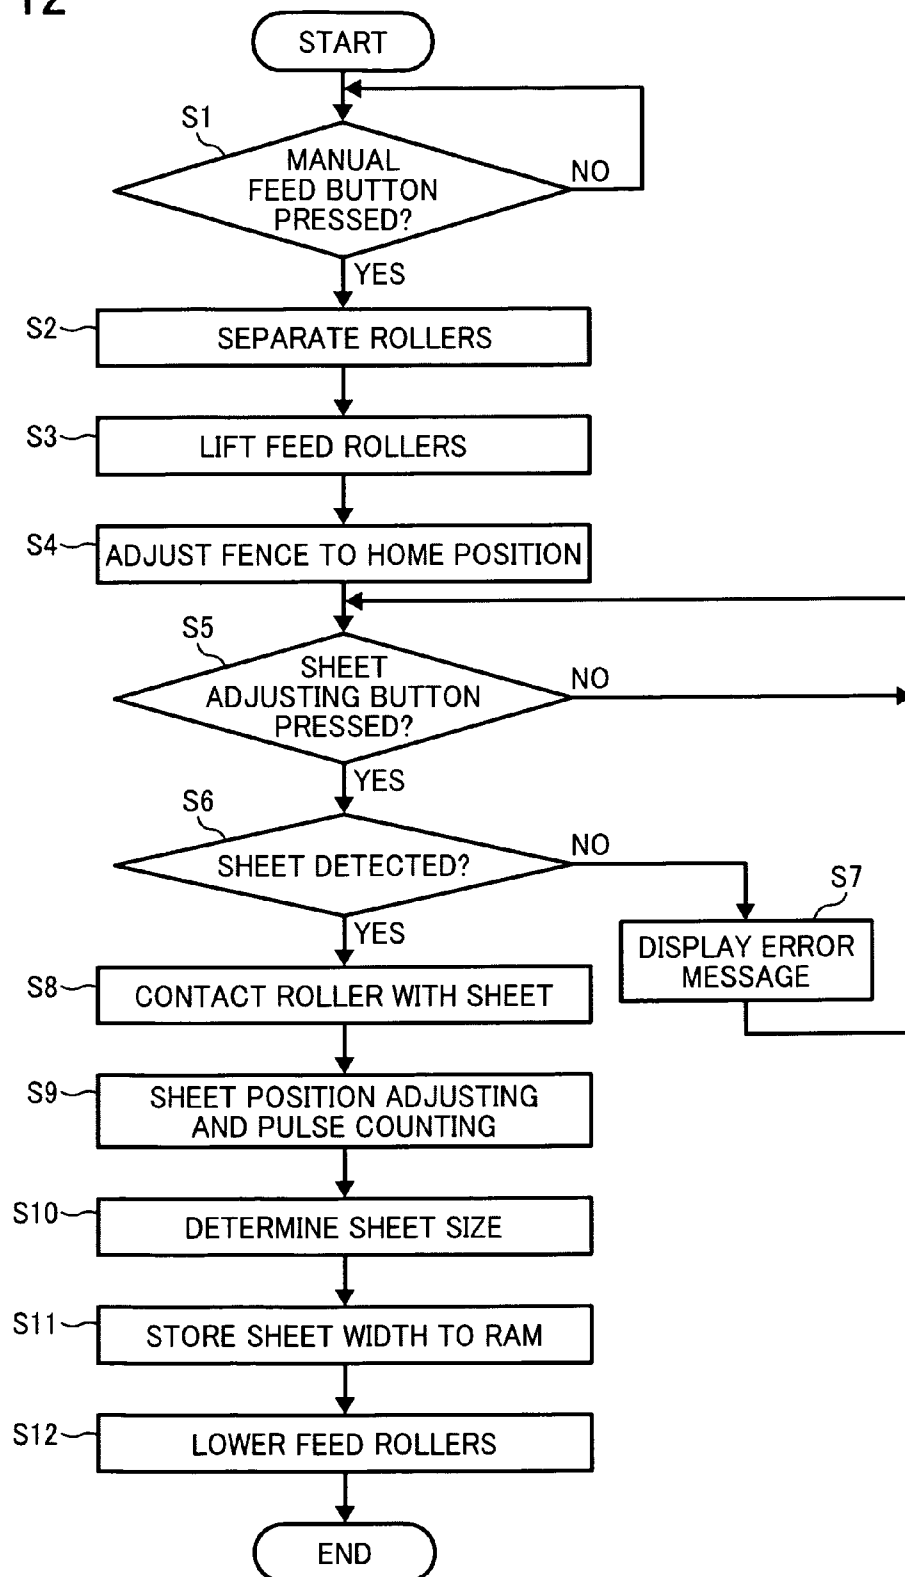 12
START
S1
MANUAL
FEED BUTTON
PRESSED?
NO
YES
S2
SEPARATE ROLLERS
S3
LIFT FEED ROLLERS
S4
ADJUST FENCE TO HOME POSITION
S5
SHEET
ADJUSTING BUTTON
PRESSED?
NO
YES
S6
SHEET DETECTED?
NO
S7
DISPLAY ERROR
MESSAGE
YES
S8
CONTACT ROLLER WITH SHEET
S9
SHEET POSITION ADJUSTING
AND PULSE COUNTING
S10
DETERMINE SHEET SIZE
S11
STORE SHEET WIDTH TO RAM
S12
LOWER FEED ROLLERS
END